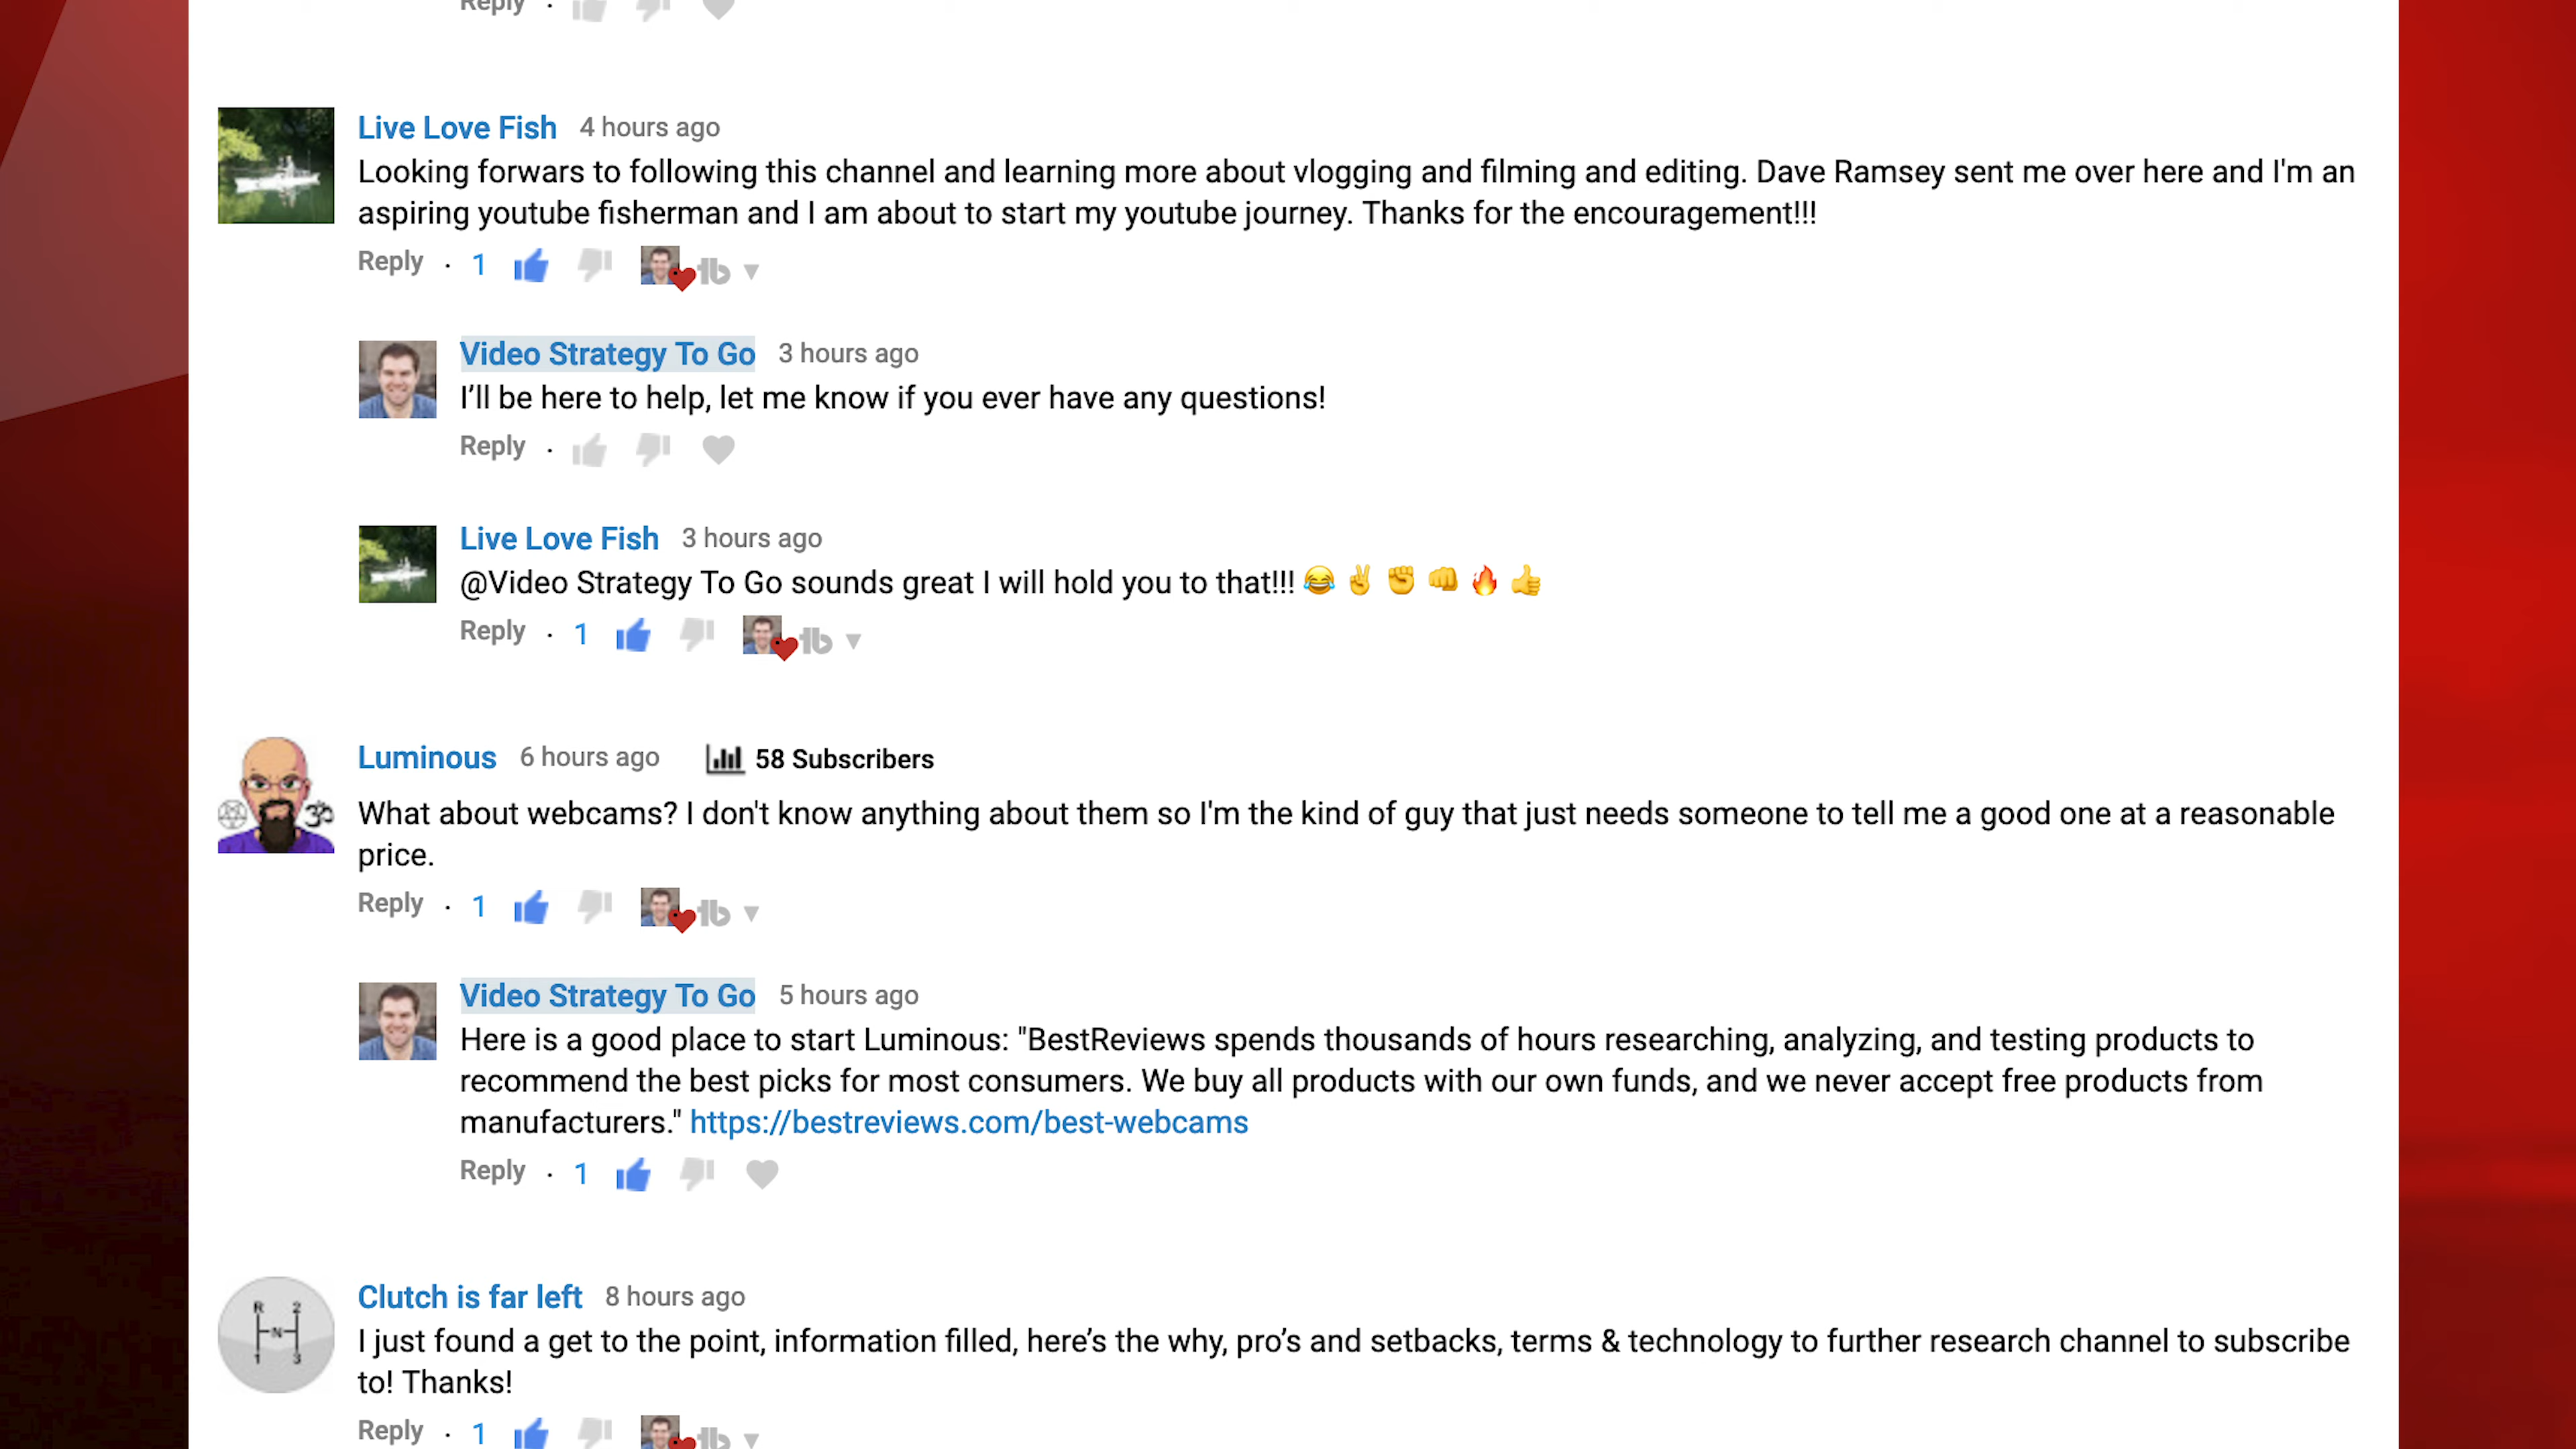 Reply ·
Live Love Fish 4 hours ago
Looking forwars to following this channel and learning more about vlogging and filming and editing. Dave Ramsey sent me over here and I'm an
aspiring youtube fisherman and I am about to start my youtube journey. Thanks for the encouragement!!!
Reply · 1 tb ▼
Video Strategy To Go 3 hours ago
I’ll be here to help, let me know if you ever have any questions!
Reply ·
Live Love Fish 3 hours ago
@Video Strategy To Go sounds great I will hold you to that!!! 😂 ✌ ✊ 👊 🔥 👍
Reply · 1 tb ▼
Luminous 6 hours ago 58 Subscribers
What about webcams? I don't know anything about them so I'm the kind of guy that just needs someone to tell me a good one at a reasonable
price.
Reply · 1 tb ▼
Video Strategy To Go 5 hours ago
Here is a good place to start Luminous: "BestReviews spends thousands of hours researching, analyzing, and testing products to
recommend the best picks for most consumers. We buy all products with our own funds, and we never accept free products from
manufacturers." https://bestreviews.com/best-webcams
Reply · 1
Clutch is far left 8 hours ago
R 2
N
1 3
I just found a get to the point, information filled, here’s the why, pro’s and setbacks, terms & technology to further research channel to subscribe
to! Thanks!
Reply · 1 tb ▼